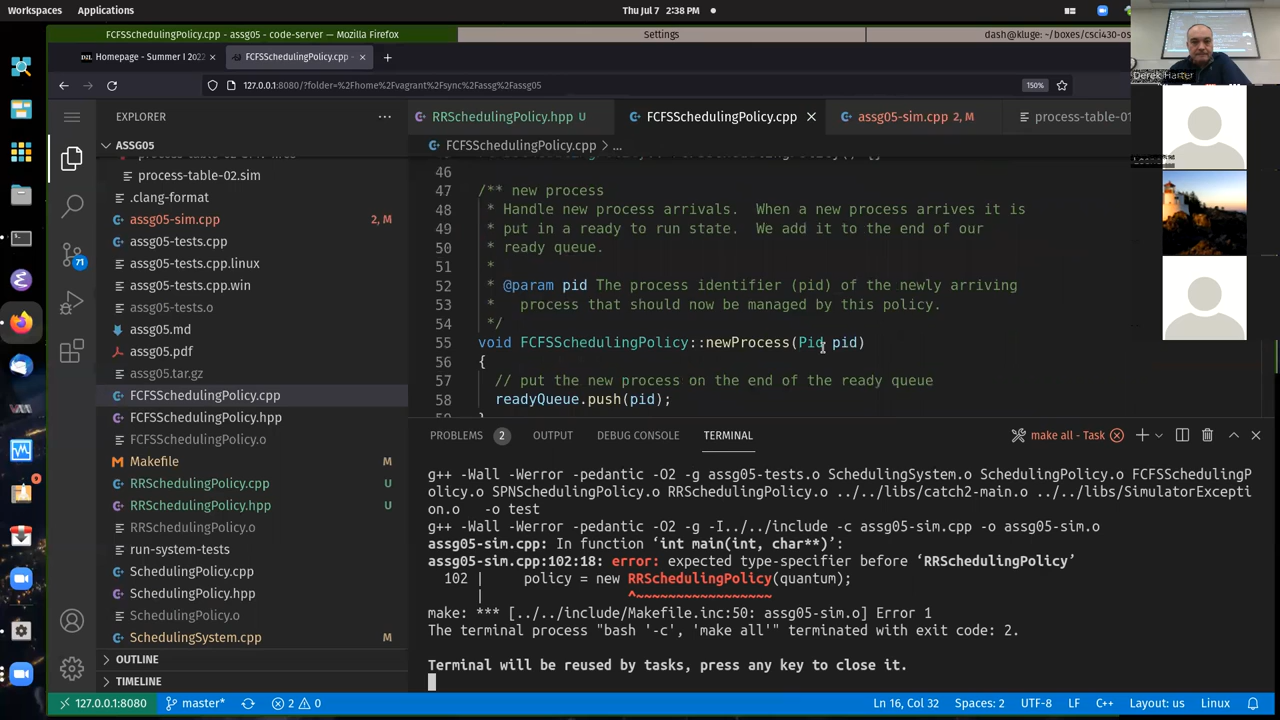 Workspaces Applications Thu Jul 7 2:38 PM
FCFSSchedulingPolicy.cpp - assg05 - code-server — Mozilla Firefox
Settings
dash@kluge: ~/boxes/csci430-os
Homepage - Summer I 2022
FCFSSchedulingPolicy.cpp -
127.0.0.1:8080/?folder=%2Fhome%2Fvagrant%2Fsync%2Fassg%2Fassg05
150%
Derek Harter
EXPLORER
RRSchedulingPolicy.hpp U
FCFSSchedulingPolicy.cpp
assg05-sim.cpp 2, M
process-table-01
ASSG05
FCFSSchedulingPolicy.cpp > ...
process-table-02.sim
.clang-format
assg05-sim.cpp 2, M
assg05-tests.cpp
assg05-tests.cpp.linux
assg05-tests.cpp.win
assg05-tests.o
assg05.md
assg05.pdf
assg05.tar.gz
FCFSSchedulingPolicy.cpp
FCFSSchedulingPolicy.hpp
FCFSSchedulingPolicy.o
Makefile M
RRSchedulingPolicy.cpp U
RRSchedulingPolicy.hpp U
RRSchedulingPolicy.o
run-system-tests
SchedulingPolicy.cpp
SchedulingPolicy.hpp
SchedulingPolicy.o
SchedulingSystem.cpp M
OUTLINE
TIMELINE
71
9
46
47 /** new process
48 * Handle new process arrivals. When a new process arrives it is
49 * put in a ready to run state. We add it to the end of our
50 * ready queue.
51 *
52 * @param pid The process identifier (pid) of the newly arriving
53 * process that should now be managed by this policy.
54 */
55 void FCFSSchedulingPolicy::newProcess(Pid pid)
56 {
57 // put the new process on the end of the ready queue
58 readyQueue.push(pid);
PROBLEMS 2 OUTPUT DEBUG CONSOLE TERMINAL make all - Task
g++ -Wall -Werror -pedantic -O2 -g assg05-tests.o SchedulingSystem.o SchedulingPolicy.o FCFSSchedulingP
olicy.o SPNSchedulingPolicy.o RRSchedulingPolicy.o ../../libs/catch2-main.o ../../libs/SimulatorExcepti
on.o -o test
g++ -Wall -Werror -pedantic -O2 -g -I../../include -c assg05-sim.cpp -o assg05-sim.o
assg05-sim.cpp: In function ‘int main(int, char**)’:
assg05-sim.cpp:102:18: error: expected type-specifier before ‘RRSchedulingPolicy’
102 | policy = new RRSchedulingPolicy(quantum);
| ^~~~~~~~~~~~~~~~~~
make: *** [../../include/Makefile.inc:50: assg05-sim.o] Error 1
The terminal process "bash '-c', 'make all'" terminated with exit code: 2.
Terminal will be reused by tasks, press any key to close it.
127.0.0.1:8080 master* 2 0 Ln 16, Col 32 Spaces: 2 UTF-8 LF C++ Layout: us Linux